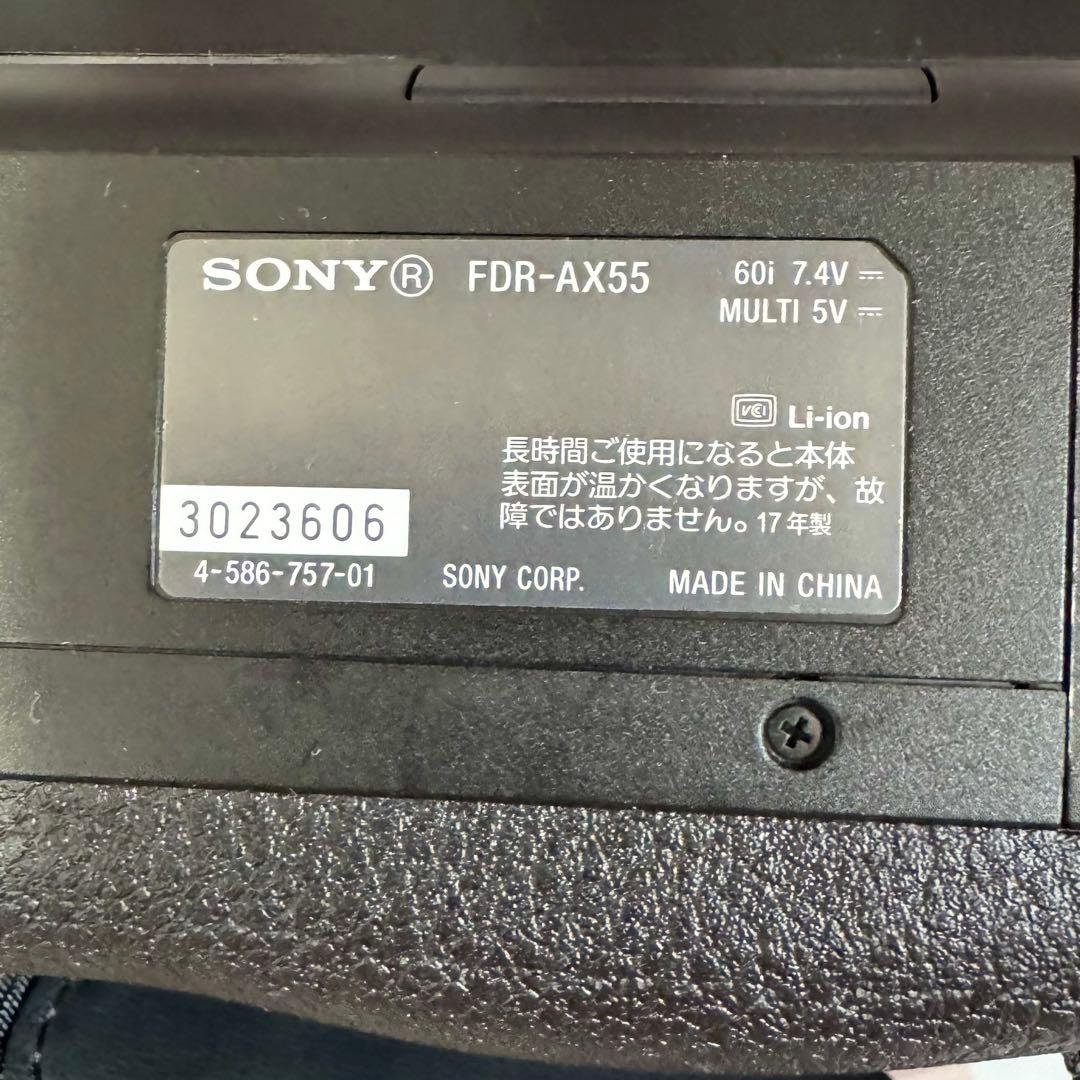 SONY® FDR-AX55 60i 7.4V ⎓
MULTI 5V ⎓
VCCI Li-ion
長時間ご使用になると本体
表面が温かくなりますが、故
障ではありません。17年製
3023606
4-586-757-01 SONY CORP. MADE IN CHINA